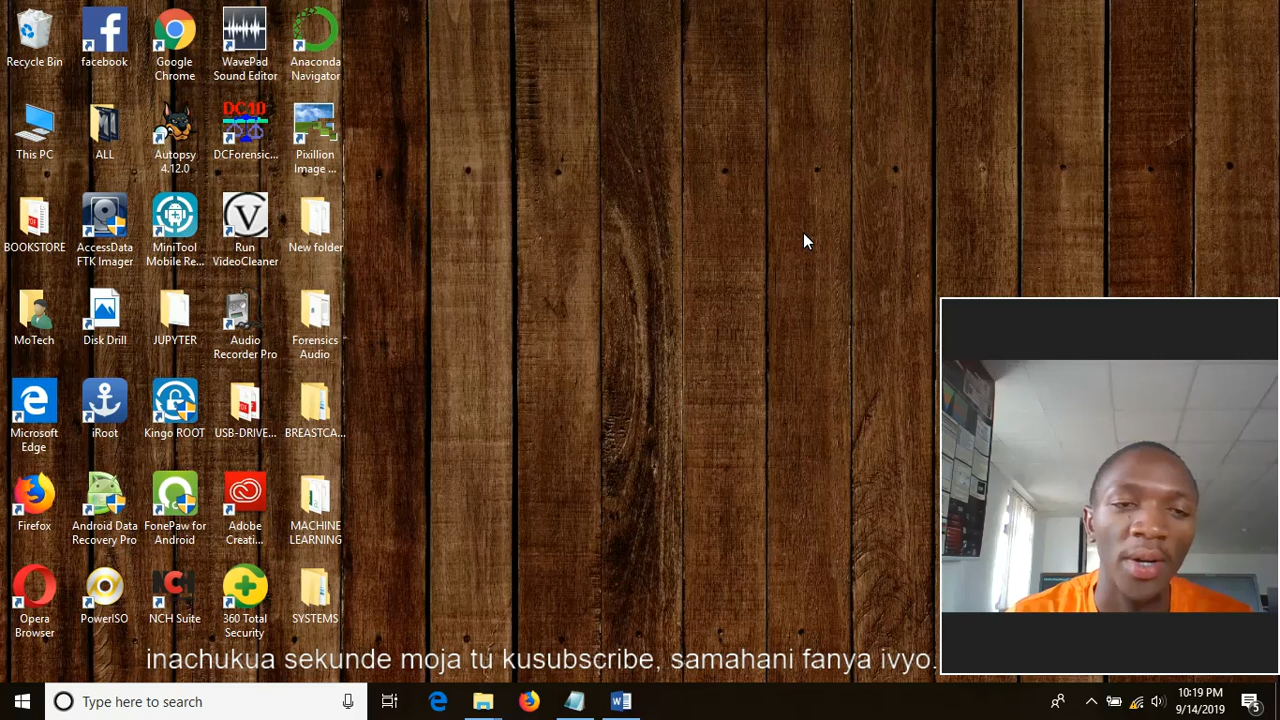 Recycle Bin
facebook
Google
Chrome
WavePad
Sound Editor
Anaconda
Navigator
DC10
This PC
ALL
Autopsy
4.12.0
DCForensic...
Pixillion
Image ...
BOOKSTORE
AccessData
FTK Imager
MiniTool
Mobile Re...
V
Run
VideoCleaner
New folder
MoTech
Disk Drill
JUPYTER
Audio
Recorder Pro
Forensics
Audio
Microsoft
Edge
iRoot
Kingo ROOT
USB-DRIVE...
BREASTCA...
Firefox
Android Data
Recovery Pro
FonePaw for
Android
Adobe
Creati...
MACHINE
LEARNING
NCH
Opera
Browser
PowerISO
NCH Suite
360 Total
Security
SYSTEMS
inachukua sekunde moja tu kusubscribe, samahani fanya ivyo.
Type here to search
10:19 PM
9/14/2019
5